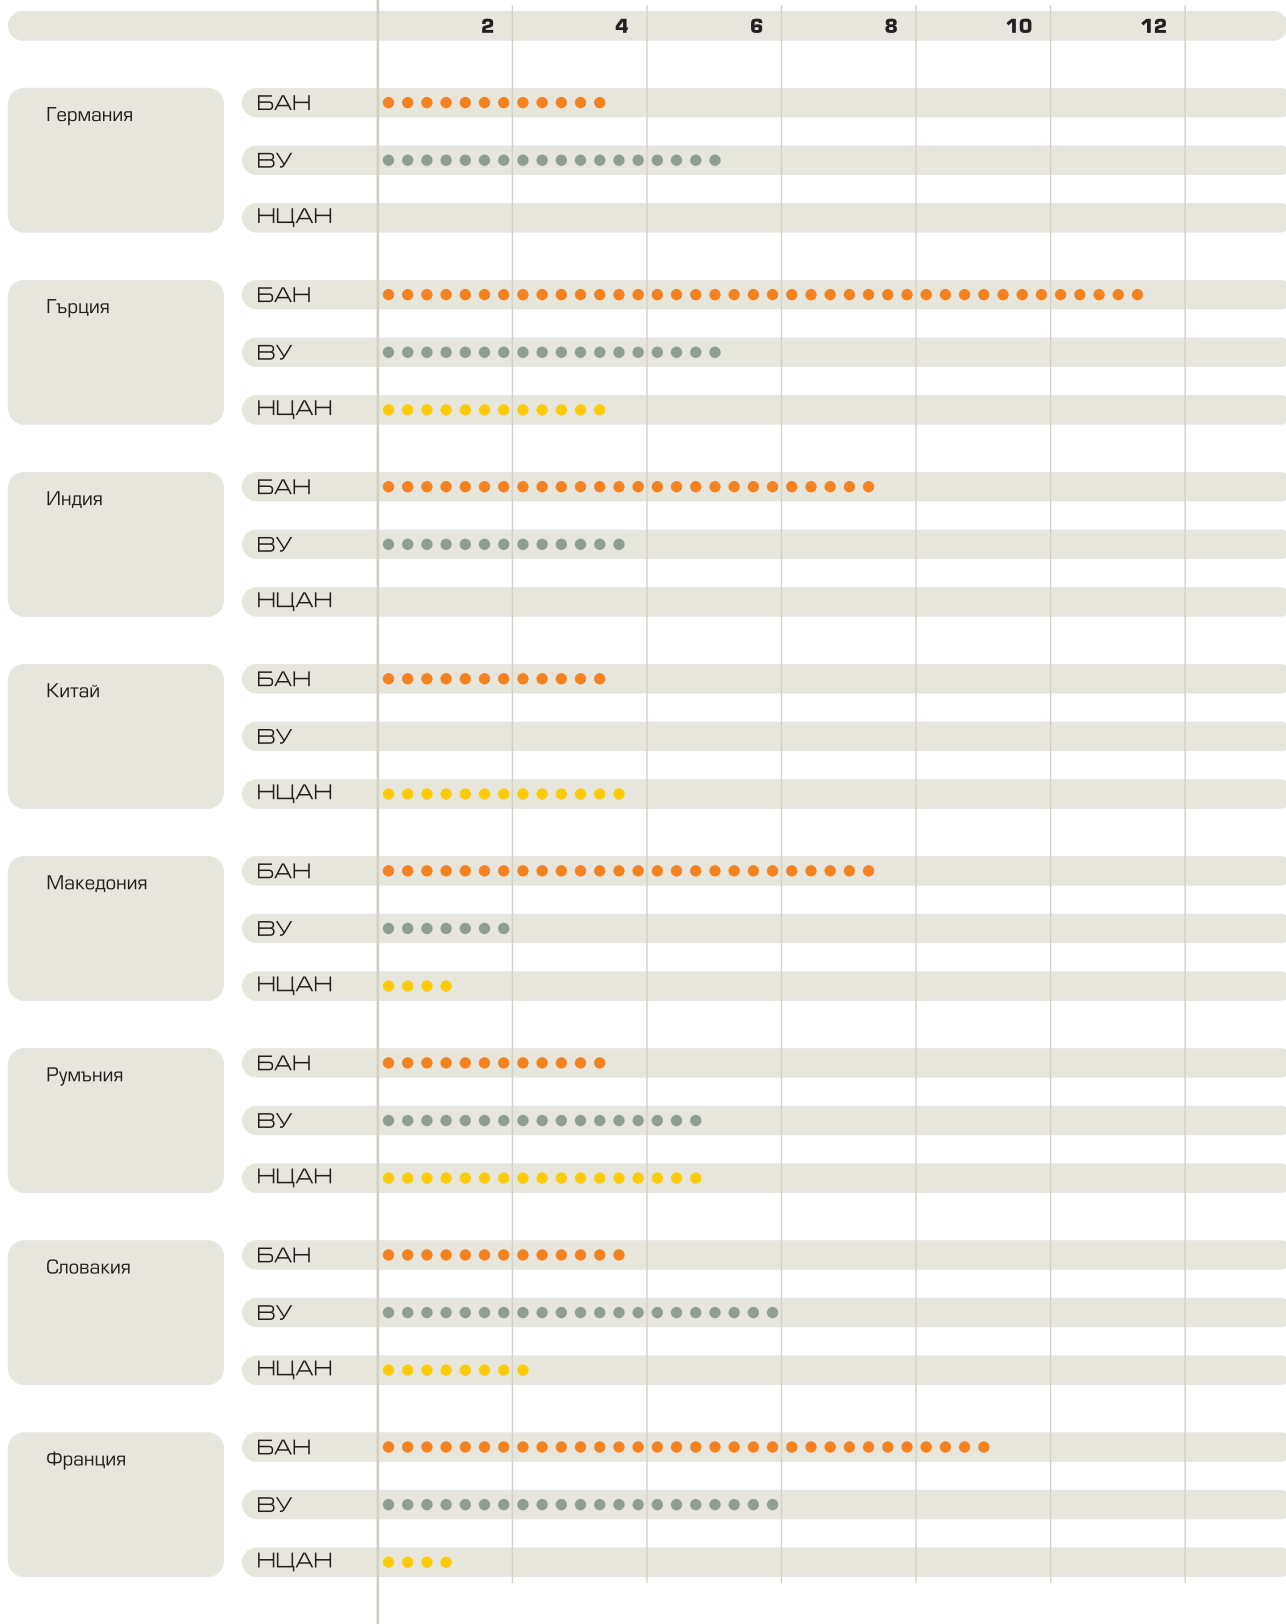 2 4 6 8 10 12
Германия
БАН
ВУ
НЦАН
Гърция
БАН
ВУ
НЦАН
Индия
БАН
ВУ
НЦАН
Китай
БАН
ВУ
НЦАН
Македония
БАН
ВУ
НЦАН
Румъния
БАН
ВУ
НЦАН
Словакия
БАН
ВУ
НЦАН
Франция
БАН
ВУ
НЦАН